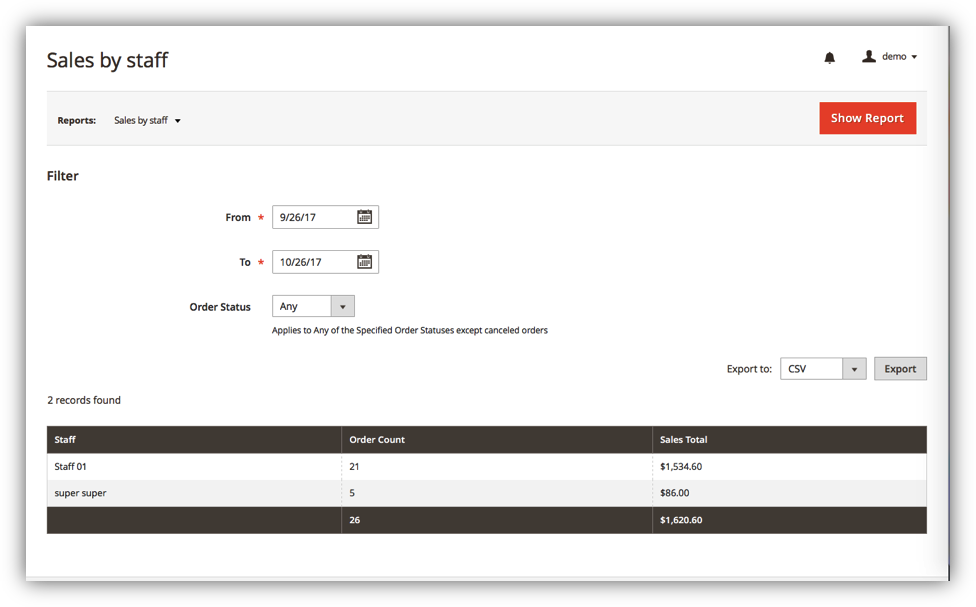 Sales by staff
demo
Reports: Sales by staff
Show Report
Filter
From * 9/26/17
To * 10/26/17
Order Status Any
Applies to Any of the Specified Order Statuses except canceled orders
Export to: CSV Export
2 records found
Staff Order Count Sales Total
Staff 01 21 $1,534.60
super super 5 $86.00
26 $1,620.60